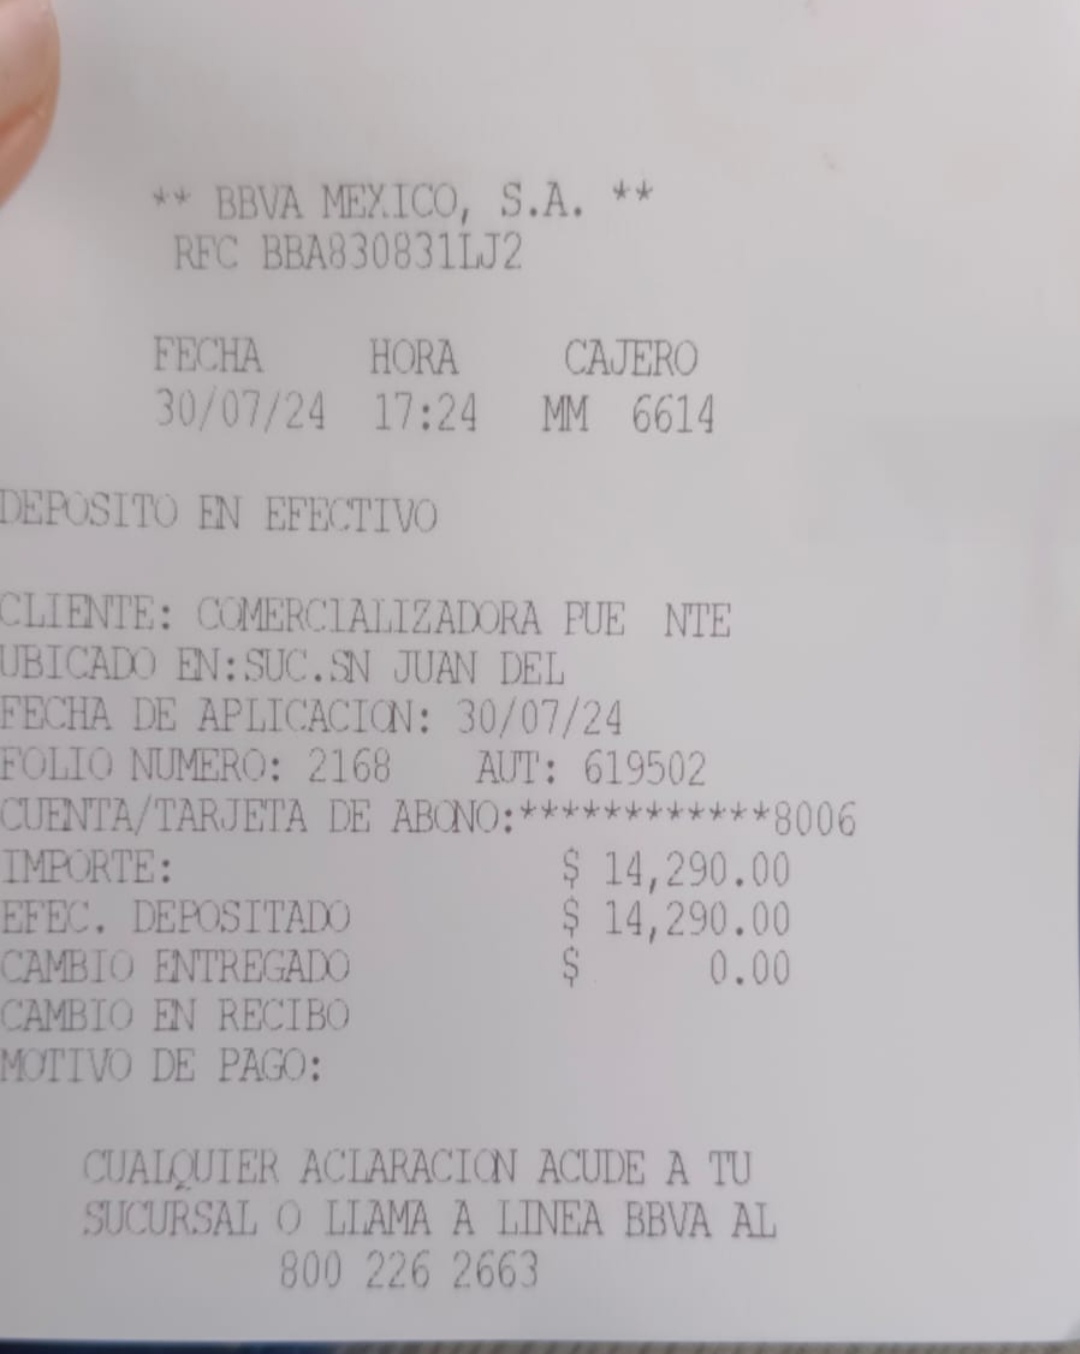 ** BBVA MEXICO, S.A. **
RFC BBA830831LJ2
FECHA HORA CAJERO
30/07/24 17:24 MM 6614
DEPOSITO EN EFECTIVO
CLIENTE: COMERCIALIZADORA PUE NTE
UBICADO EN:SUC.SN JUAN DEL
FECHA DE APLICACION: 30/07/24
FOLIO NUMERO: 2168 AUT: 619502
CUENTA/TARJETA DE ABONO:************8006
IMPORTE: $ 14,290.00
EFEC. DEPOSITADO $ 14,290.00
CAMBIO ENTREGADO $ 0.00
CAMBIO EN RECIBO
MOTIVO DE PAGO:
CUALQUIER ACLARACION ACUDE A TU
SUCURSAL O LLAMA A LINEA BBVA AL
800 226 2663